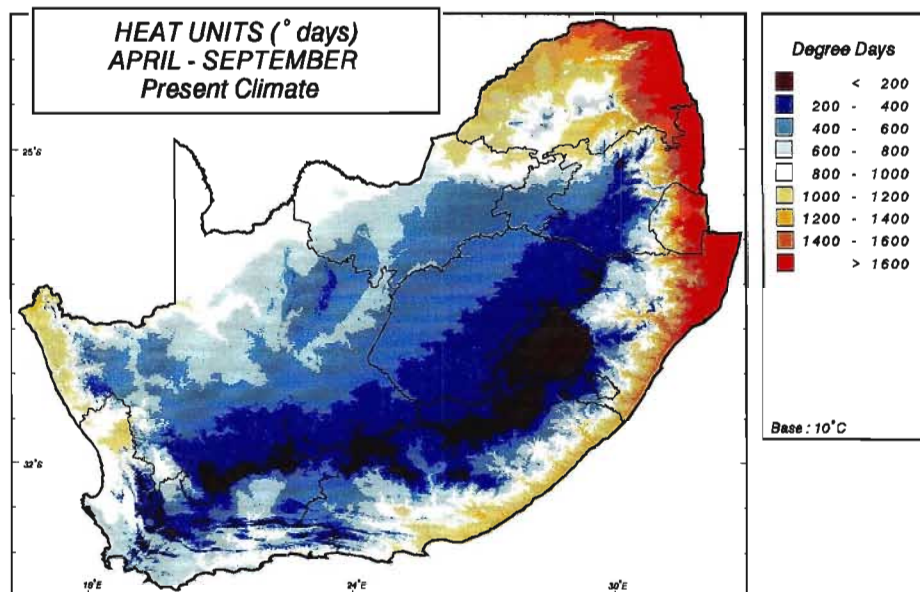 HEAT UNITS (° days)
APRIL - SEPTEMBER
Present Climate
Degree Days
< 200
200 - 400
400 - 600
600 - 800
800 - 1000
1000 - 1200
1200 - 1400
1400 - 1600
> 1600
Base : 10°C
25°S
32°S
18°E
24°E
30°E